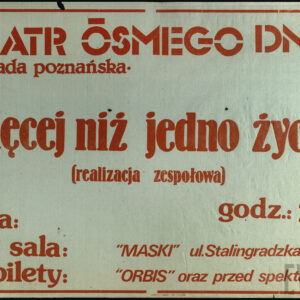 ATR ÓSMEGO DN
ada poznańska·
ęcej niż jedno życ
(realizacja zespołowa)
a: godz.:
sala: "MASKI" ul.Stalingradzka
bilety: "ORBIS" oraz przed spekta